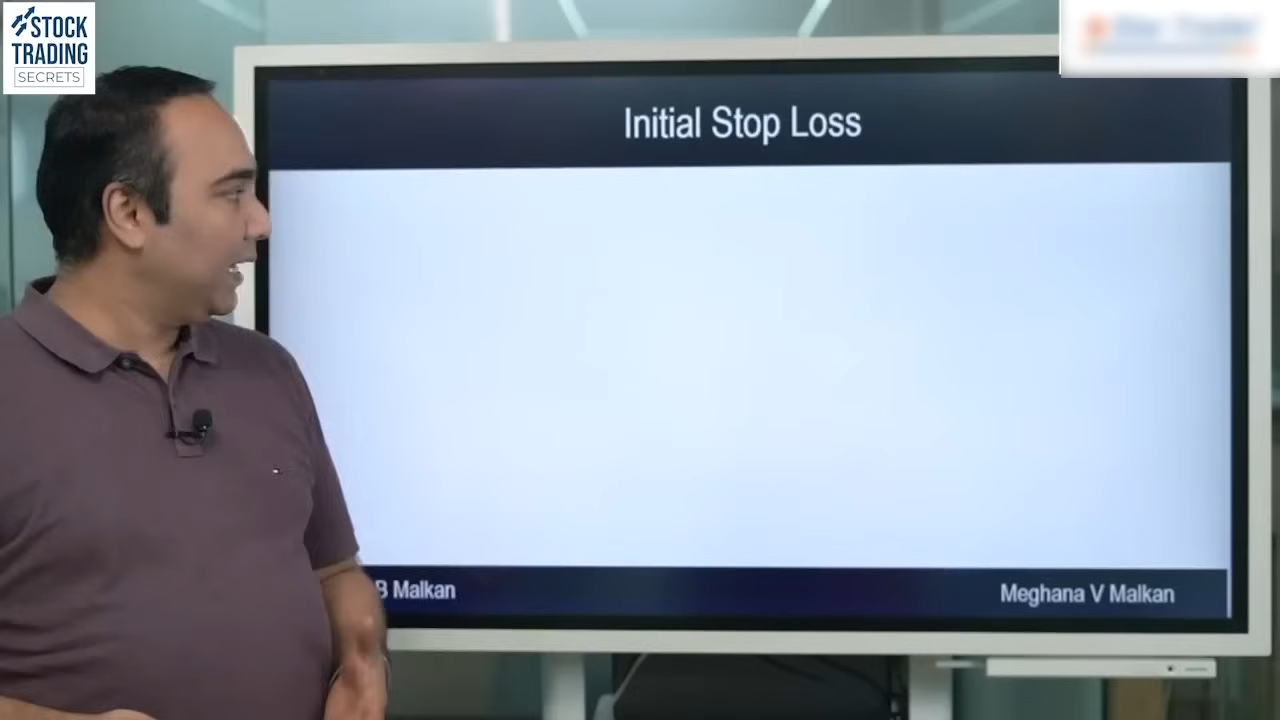 STOCK
TRADING
SECRETS
Initial Stop Loss
B Malkan
Meghana V Malkan